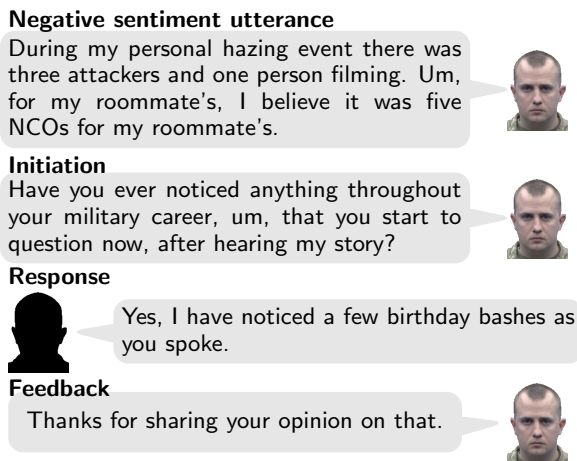 Negative sentiment utterance
During my personal hazing event there was
three attackers and one person filming. Um,
for my roommate's, I believe it was five
NCOs for my roommate's.
Initiation
Have you ever noticed anything throughout
your military career, um, that you start to
question now, after hearing my story?
Response
Yes, I have noticed a few birthday bashes as
you spoke.
Feedback
Thanks for sharing your opinion on that.